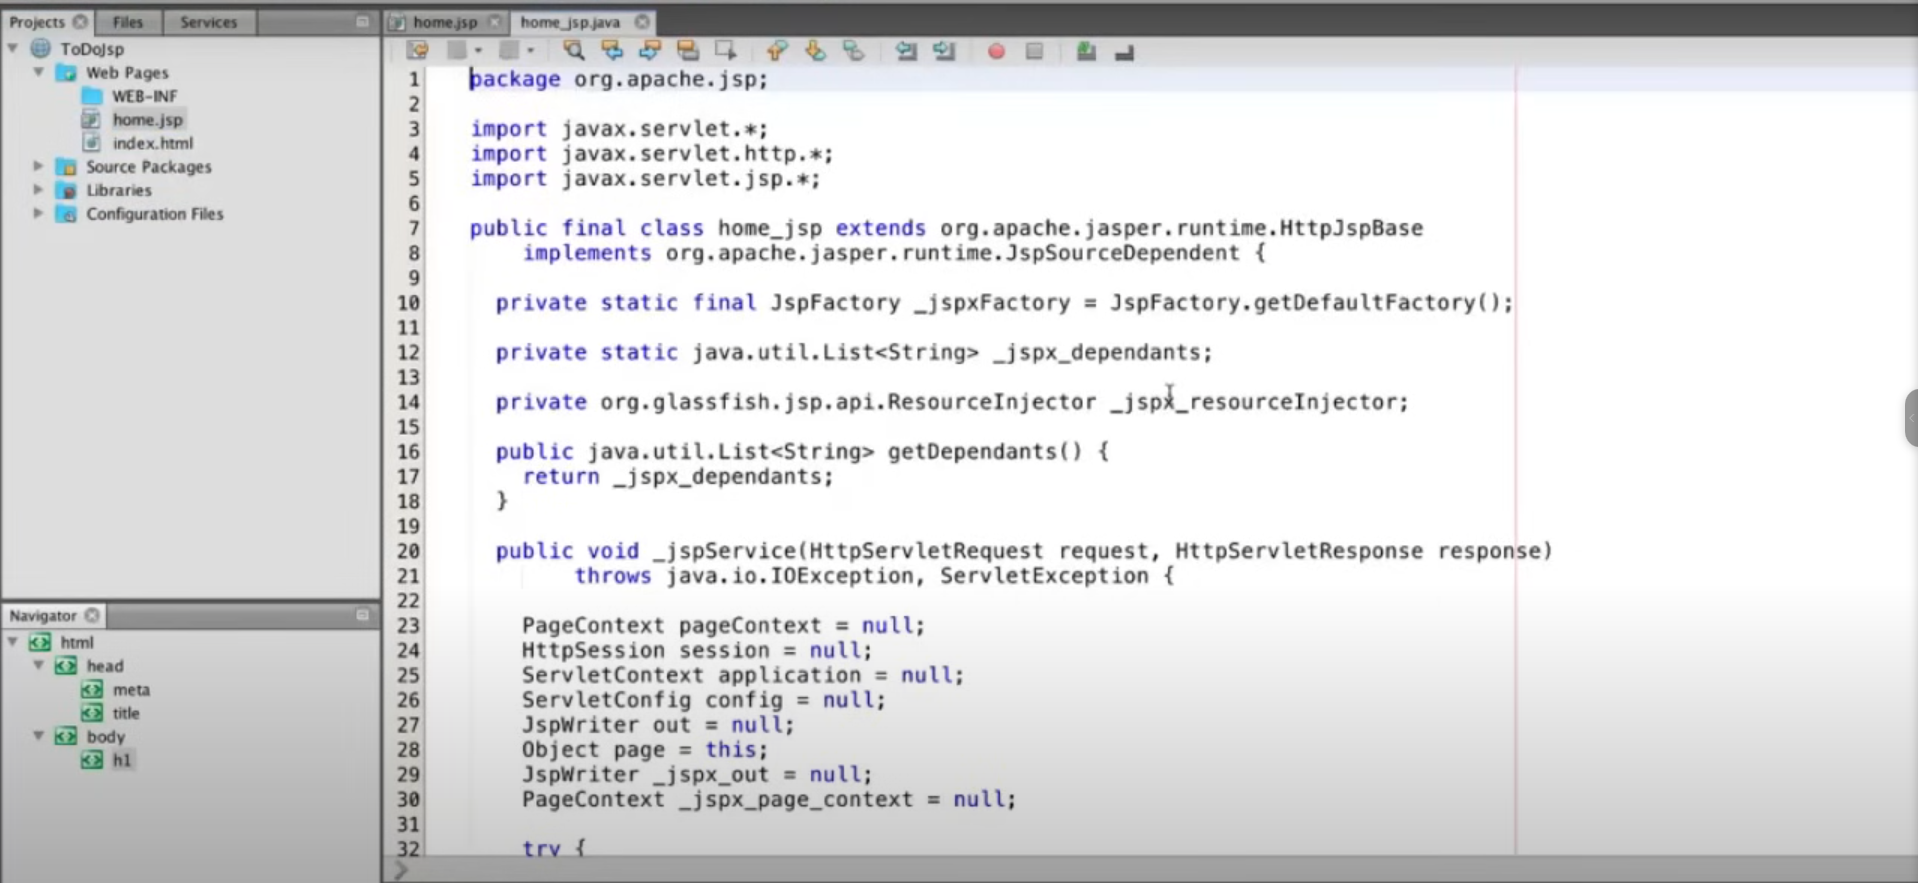 Projects Files Services
ToDoJsp
Web Pages
WEB-INF
home.jsp
index.html
Source Packages
Libraries
Configuration Files
Navigator
html
head
meta
title
body
h1
home.jsp home_jsp.java
1 package org.apache.jsp;
2
3 import javax.servlet.*;
4 import javax.servlet.http.*;
5 import javax.servlet.jsp.*;
6
7 public final class home_jsp extends org.apache.jasper.runtime.HttpJspBase
8 implements org.apache.jasper.runtime.JspSourceDependent {
9
10 private static final JspFactory _jspxFactory = JspFactory.getDefaultFactory();
11
12 private static java.util.List<String> _jspx_dependants;
13
14 private org.glassfish.jsp.api.ResourceInjector _jspx_resourceInjector;
15
16 public java.util.List<String> getDependants() {
17 return _jspx_dependants;
18 }
19
20 public void _jspService(HttpServletRequest request, HttpServletResponse response)
21 throws java.io.IOException, ServletException {
22
23 PageContext pageContext = null;
24 HttpSession session = null;
25 ServletContext application = null;
26 ServletConfig config = null;
27 JspWriter out = null;
28 Object page = this;
29 JspWriter _jspx_out = null;
30 PageContext _jspx_page_context = null;
31
32 try {